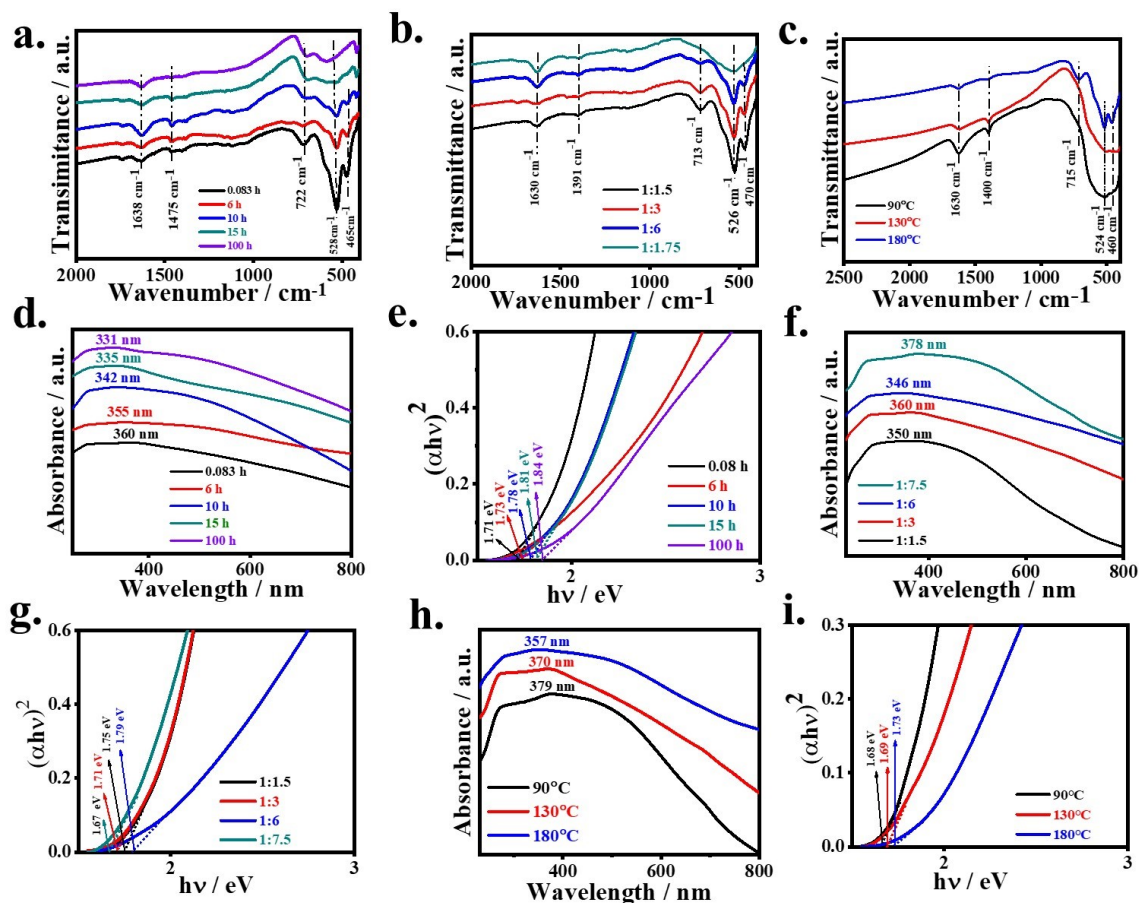 a.
Transmittance / a.u.
1638 cm-1
1475 cm-1
722 cm-1
528cm-1
465cm-1
0.083 h
6 h
10 h
15 h
100 h
2000 1500 1000 500
Wavenumber / cm-1
b.
Transmittance / a.u.
1630 cm-1
1391 cm-1
713 cm-1
526 cm-1
470 cm-1
1:1.5
1:3
1:6
1:1.75
2000 1500 1000 500
Wavenumber / cm-1
c.
Transmittance / a.u.
1630 cm-1
1400 cm-1
715 cm-1
524 cm-1
460 cm-1
90°C
130°C
180°C
2500 2000 1500 1000 500
Wavenumber / cm-1
d.
Absorbance / a.u.
331 nm
335 nm
342 nm
355 nm
360 nm
0.083 h
6 h
10 h
15 h
100 h
400 600 800
Wavelength / nm
e.
(αhν)2
0.6
0.4
0.2
0.0
1.71 eV
1.73 eV
1.78 eV
1.81 eV
1.84 eV
0.08 h
6 h
10 h
15 h
100 h
2 3
hν / eV
f.
Absorbance / a.u.
378 nm
346 nm
360 nm
350 nm
1:7.5
1:6
1:3
1:1.5
400 600 800
Wavelength / nm
g.
(αhν)2
0.6
0.4
0.2
0.0
1.67 eV
1.71 eV
1.75 eV
1.79 eV
1:1.5
1:3
1:6
1:7.5
2 3
hν / eV
h.
Absorbance / a.u.
357 nm
370 nm
379 nm
90°C
130°C
180°C
400 600 800
Wavelength / nm
i.
(αhν)2
0.3
0.2
0.1
0.0
1.68 eV
1.69 eV
1.73 eV
90°C
130°C
180°C
2 3
hν / eV